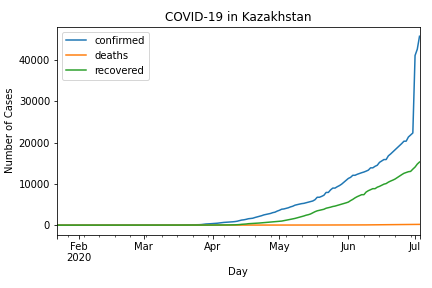 COVID-19 in Kazakhstan
confirmed
deaths
recovered
Number of Cases
40000
30000
20000
10000
0
Feb
2020
Mar
Apr
May
Jun
Jul
Day